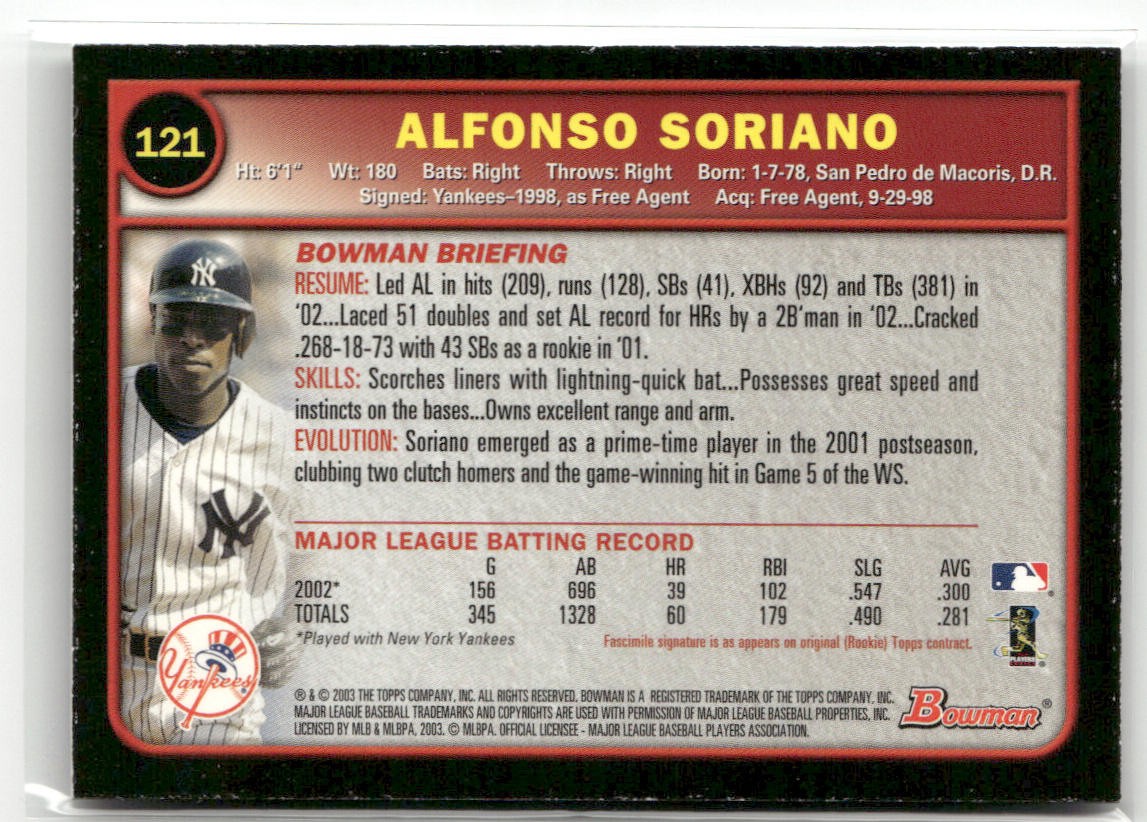 121
ALFONSO SORIANO
Ht: 6'1" Wt: 180 Bats: Right Throws: Right Born: 1-7-78, San Pedro de Macoris, D.R.
Signed: Yankees–1998, as Free Agent Acq: Free Agent, 9-29-98
BOWMAN BRIEFING
RESUME: Led AL in hits (209), runs (128), SBs (41), XBHs (92) and TBs (381) in
'02...Laced 51 doubles and set AL record for HRs by a 2B'man in '02...Cracked
.268-18-73 with 43 SBs as a rookie in '01.
SKILLS: Scorches liners with lightning-quick bat...Possesses great speed and
instincts on the bases...Owns excellent range and arm.
EVOLUTION: Soriano emerged as a prime-time player in the 2001 postseason,
clubbing two clutch homers and the game-winning hit in Game 5 of the WS.
MAJOR LEAGUE BATTING RECORD
G AB HR RBI SLG AVG
2002* 156 696 39 102 .547 .300
TOTALS 345 1328 60 179 .490 .281
*Played with New York Yankees
Fascimile signature is as appears on original (Rookie) Topps contract.
NY
NY
Yankees
PLAYERS
® & © 2003 THE TOPPS COMPANY, INC. ALL RIGHTS RESERVED. BOWMAN IS A REGISTERED TRADEMARK OF THE TOPPS COMPANY, INC.
MAJOR LEAGUE BASEBALL TRADEMARKS AND COPYRIGHTS ARE USED WITH PERMISSION OF MAJOR LEAGUE BASEBALL PROPERTIES, INC.
LICENSED BY MLB & MLBPA, 2003. © MLBPA. OFFICIAL LICENSEE - MAJOR LEAGUE BASEBALL PLAYERS ASSOCIATION.
Bowman®